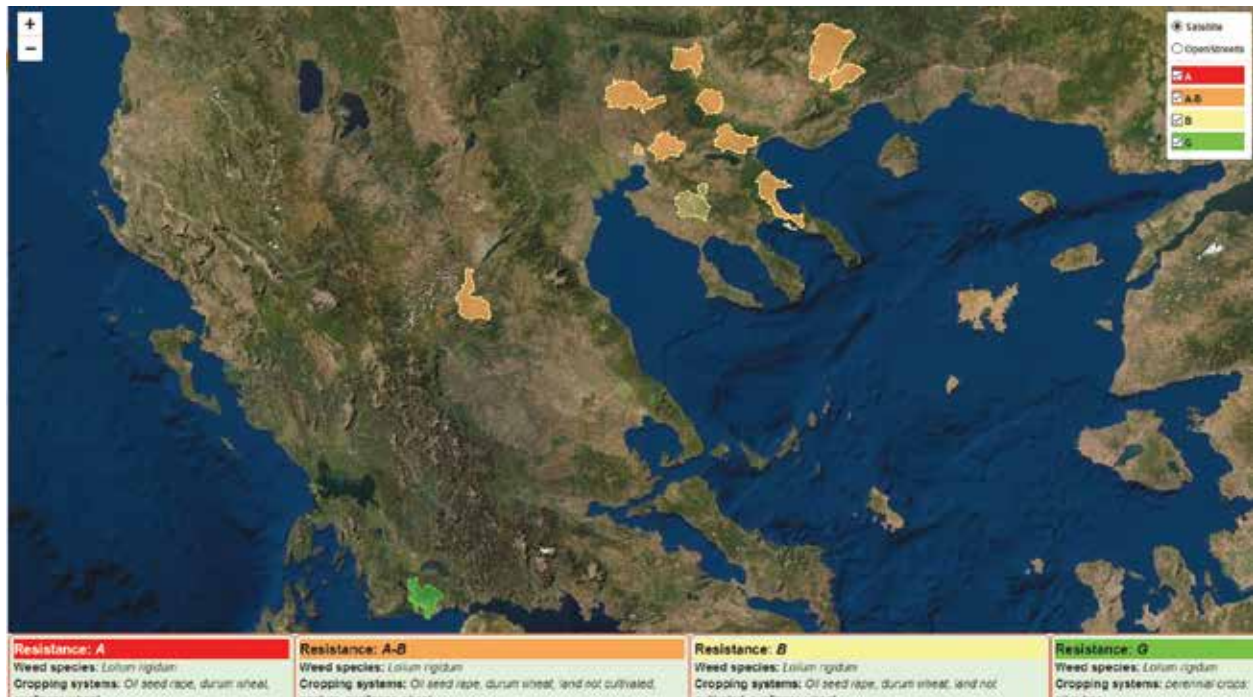 +
−
Satellite
OpenStreets
A
A-B
B
G
Resistance: A
Weed species: Lolium rigidum
Cropping systems: Oil seed rape, durum wheat,
Resistance: A-B
Weed species: Lolium rigidum
Cropping systems: Oil seed rape, durum wheat, land not cultivated,
Resistance: B
Weed species: Lolium rigidum
Cropping systems: Oil seed rape, durum wheat, land not
Resistance: G
Weed species: Lolium rigidum
Cropping systems: perennial crops